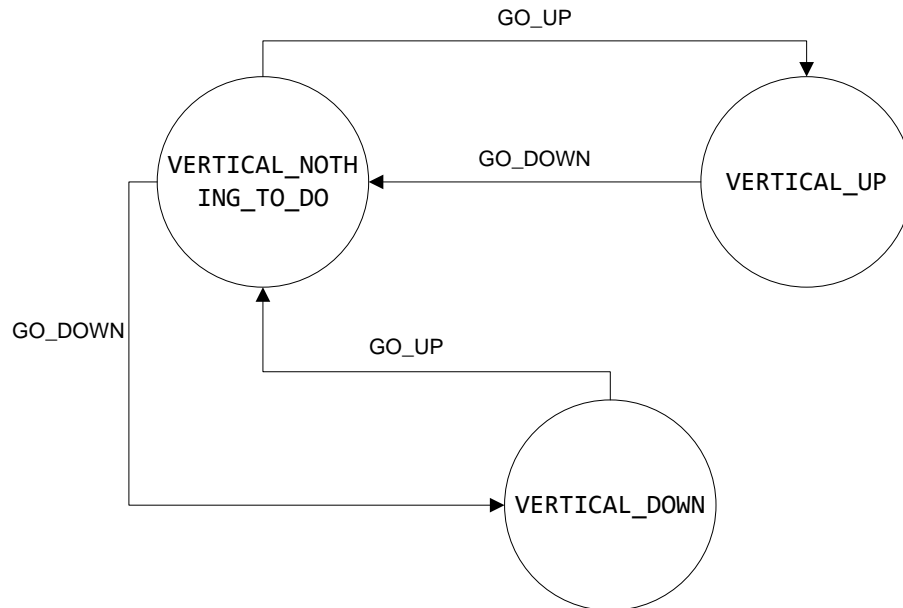 GO_UP
VERTICAL_NOTH
ING_TO_DO
GO_DOWN
VERTICAL_UP
GO_DOWN
GO_UP
VERTICAL_DOWN